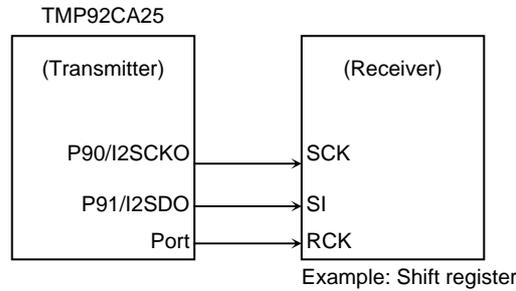 TMP92CA25
(Transmitter)
(Receiver)
P90/I2SCKO
SCK
P91/I2SDO
SI
Port
RCK
Example: Shift register